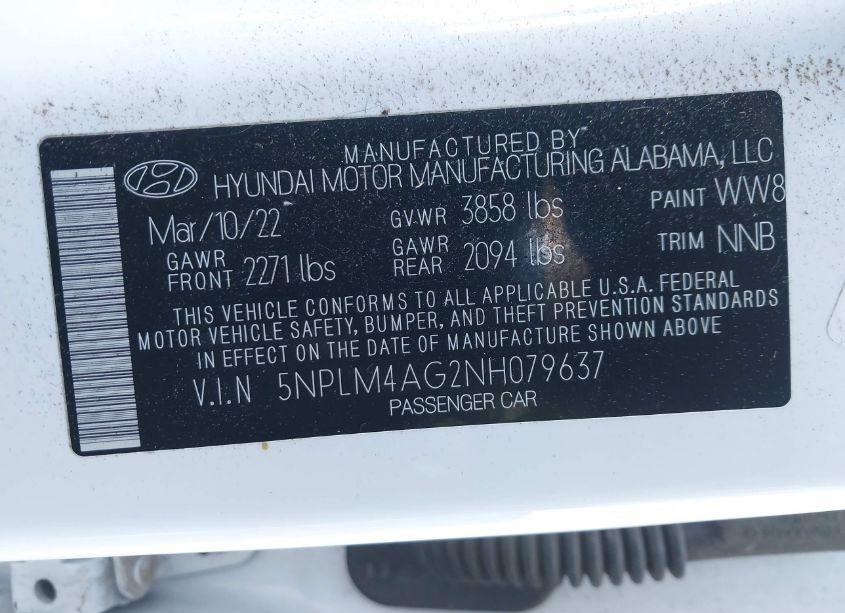 MANUFACTURED BY
HYUNDAI MOTOR MANUFACTURING ALABAMA, LLC
Mar/10/22 GVWR 3858 lbs PAINT WW8
GAWR FRONT 2271 lbs GAWR REAR 2094 lbs TRIM NNB
THIS VEHICLE CONFORMS TO ALL APPLICABLE U.S.A. FEDERAL
MOTOR VEHICLE SAFETY, BUMPER, AND THEFT PREVENTION STANDARDS
IN EFFECT ON THE DATE OF MANUFACTURE SHOWN ABOVE
V.I.N 5NPLM4AG2NH079637
PASSENGER CAR